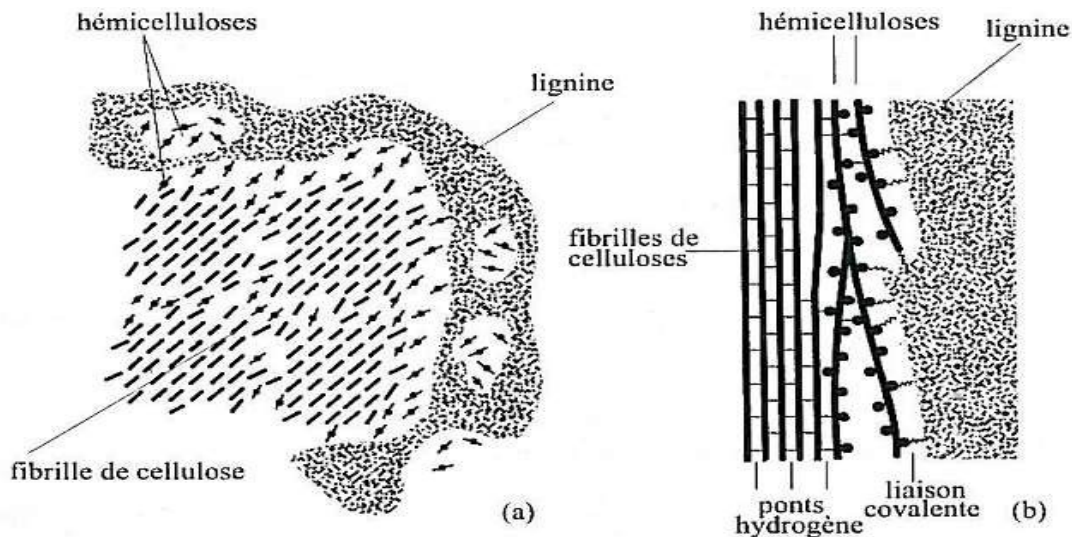 hémicelluloses
lignine
fibrille de cellulose
(a)
hémicelluloses
lignine
fibrilles de
celluloses
ponts
hydrogène
liaison
covalente
(b)